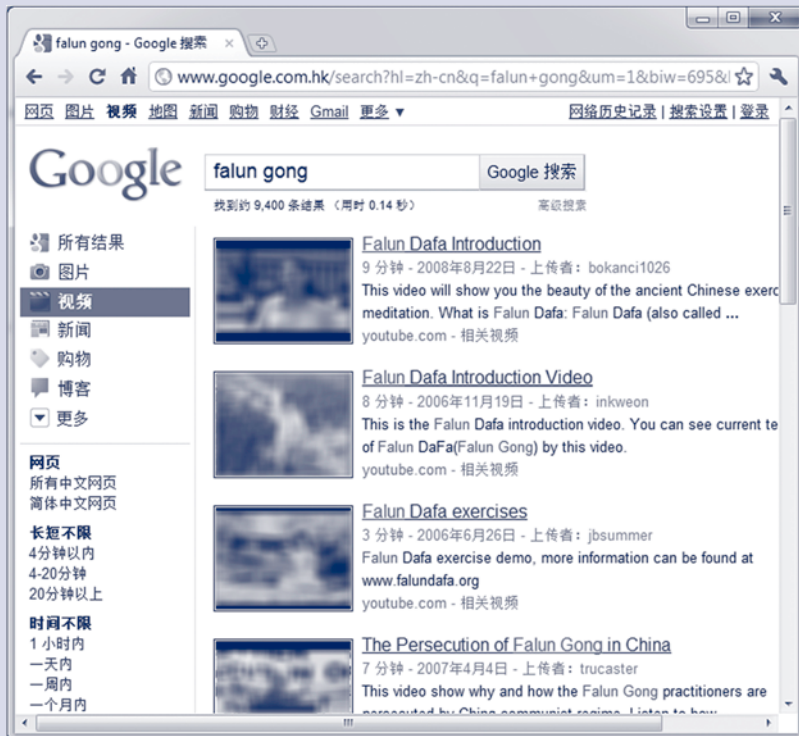 falun gong - Google 搜索
www.google.com.hk/search?hl=zh-cn&q=falun+gong&um=1&biw=695&
网页 图片 视频 地图 新闻 购物 财经 Gmail 更多 ▼ 网络历史记录 | 搜索设置 | 登录
Google falun gong Google 搜索
找到约 9,400 条结果 （用时 0.14 秒） 高级搜索
所有结果
图片
视频
新闻
购物
博客
更多
网页
所有中文网页
简体中文网页
长短不限
4分钟以内
4-20分钟
20分钟以上
时间不限
1 小时内
一天内
一周内
一个月内
Falun Dafa Introduction
9 分钟 - 2008年8月22日 - 上传者：bokanci1026
This video will show you the beauty of the ancient Chinese exerc
meditation. What is Falun Dafa: Falun Dafa (also called ...
youtube.com - 相关视频
Falun Dafa Introduction Video
8 分钟 - 2006年11月19日 - 上传者：inkweon
This is the Falun Dafa introduction video. You can see current te
of Falun DaFa(Falun Gong) by this video.
youtube.com - 相关视频
Falun Dafa exercises
3 分钟 - 2006年6月26日 - 上传者：jbsummer
Falun Dafa exercise demo, more information can be found at
www.falundafa.org
youtube.com - 相关视频
The Persecution of Falun Gong in China
7 分钟 - 2007年4月4日 - 上传者：trucaster
This video show why and how the Falun Gong practitioners are